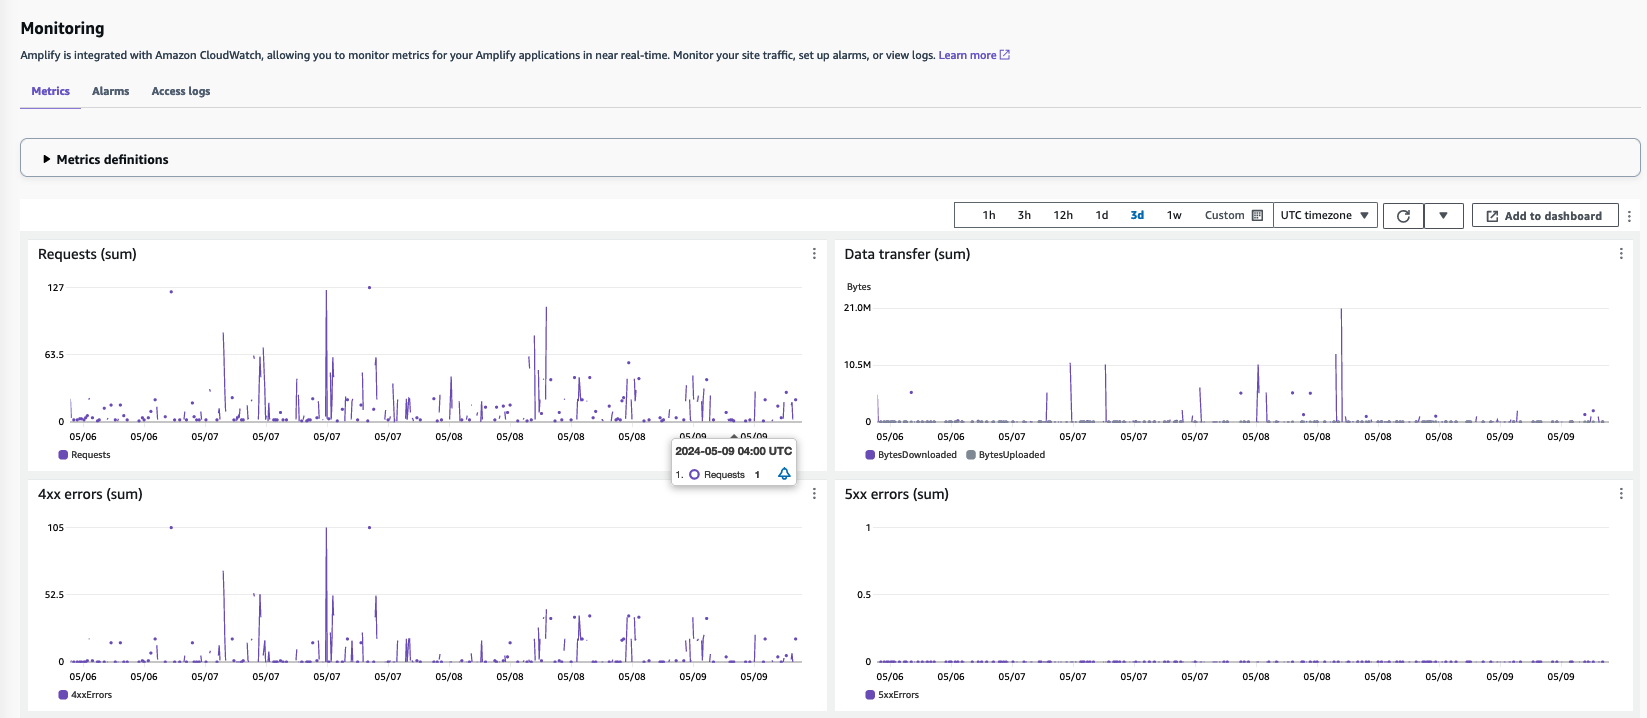 Monitoring
Amplify is integrated with Amazon CloudWatch, allowing you to monitor metrics for your Amplify applications in near real-time. Monitor your site traffic, set up alarms, or view logs. Learn more
Metrics Alarms Access logs
Metrics definitions
1h 3h 12h 1d 3d 1w Custom UTC timezone Add to dashboard
Requests (sum)
127
63.5
0
05/06 05/06 05/07 05/07 05/07 05/07 05/08 05/08 05/08 05/08 05/09 05/09
Requests
2024-05-09 04:00 UTC
1. Requests 1
Data transfer (sum)
Bytes
21.0M
10.5M
0
05/06 05/06 05/07 05/07 05/07 05/07 05/08 05/08 05/08 05/08 05/09 05/09
BytesDownloaded BytesUploaded
4xx errors (sum)
105
52.5
0
05/06 05/06 05/07 05/07 05/07 05/07 05/08 05/08 05/08 05/08 05/09 05/09
4xxErrors
5xx errors (sum)
1
0.5
0
05/06 05/06 05/07 05/07 05/07 05/07 05/08 05/08 05/08 05/08 05/09 05/09
5xxErrors